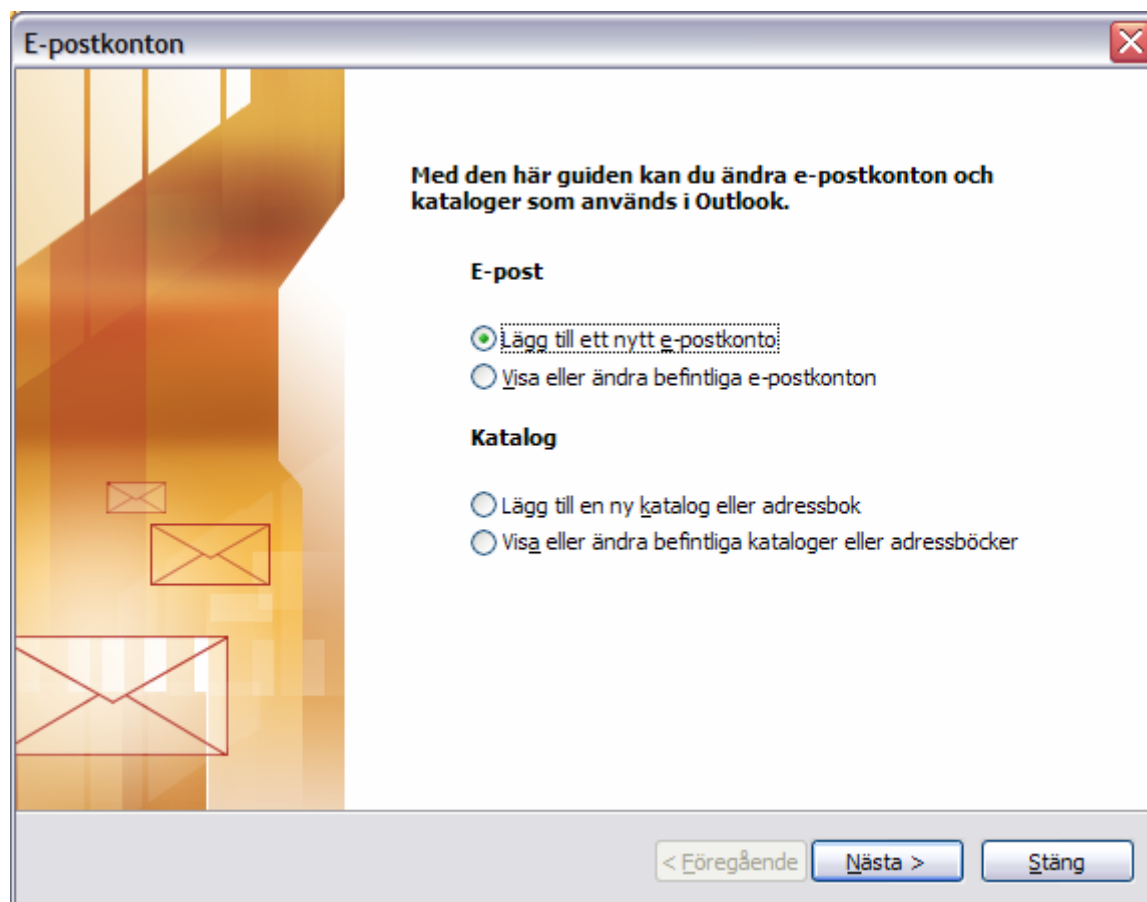 E-postkonton
Med den här guiden kan du ändra e-postkonton och
kataloger som används i Outlook.
E-post
Lägg till ett nytt e-postkonto
Visa eller ändra befintliga e-postkonton
Katalog
Lägg till en ny katalog eller adressbok
Visa eller ändra befintliga kataloger eller adressböcker
< Föregående
Nästa >
Stäng